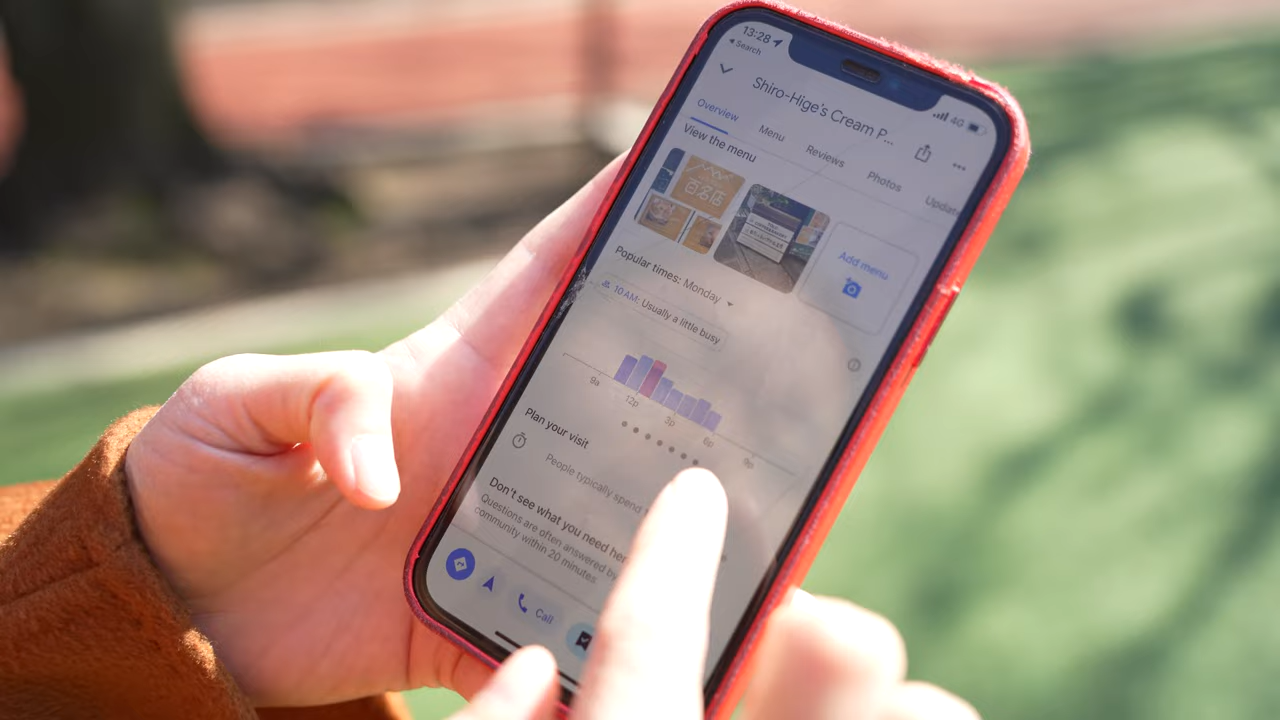 13:28
Search
4G
Shiro-Hige's Cream P...
Overview
Menu
Reviews
Photos
Update
View the menu
Add menu
Popular times: Monday
10 AM: Usually a little busy
9a
12p
3p
6p
9p
Plan your visit
People typically spend
Don't see what you need her
Questions are often answered by
community within 20 minutes.
Call